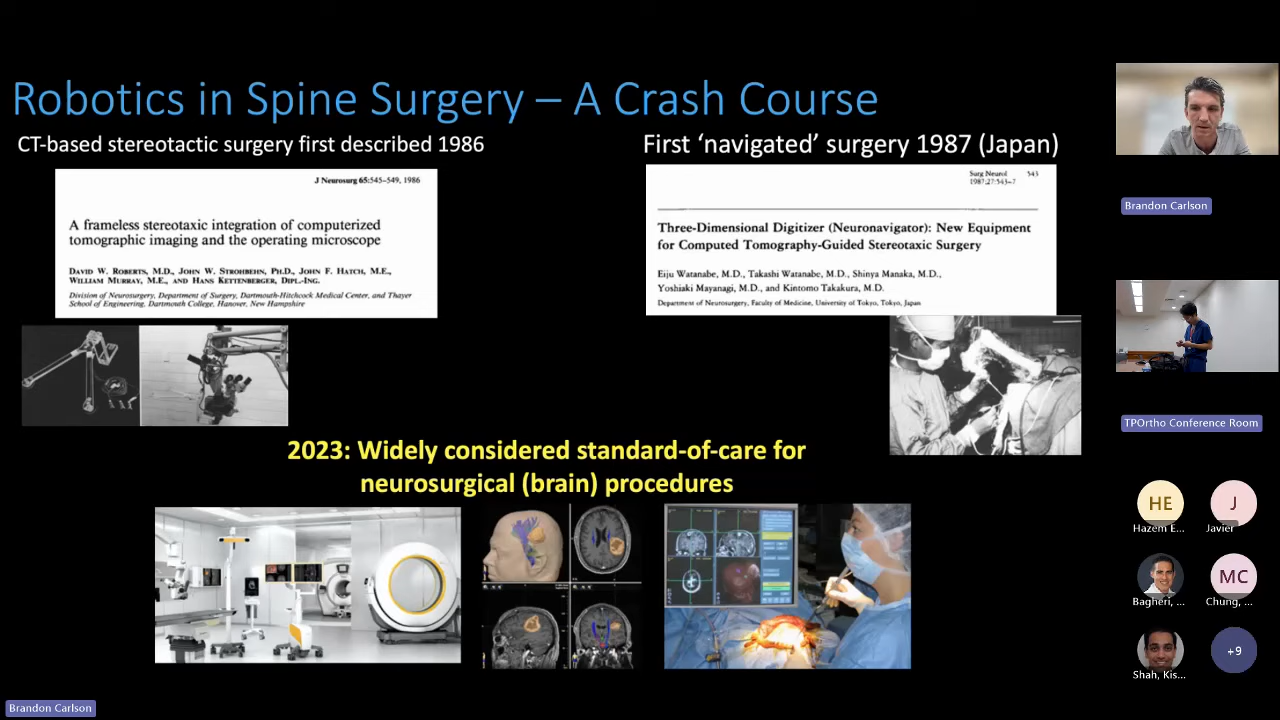 Robotics in Spine Surgery – A Crash Course
CT-based stereotactic surgery first described 1986
First ‘navigated’ surgery 1987 (Japan)
J Neurosurg 65:545–549, 1986
A frameless stereotaxic integration of computerized
tomographic imaging and the operating microscope
DAVID W. ROBERTS, M.D., JOHN W. STROHBEHN, PH.D., JOHN F. HATCH, M.E.,
WILLIAM MURRAY, M.E., AND HANS KETTENBERGER, DIPL.-ING.
Division of Neurosurgery, Department of Surgery, Dartmouth-Hitchcock Medical Center, and Thayer
School of Engineering, Dartmouth College, Hanover, New Hampshire
Surg Neurol 543
1987;27:543–7
Three-Dimensional Digitizer (Neuronavigator): New Equipment
for Computed Tomography-Guided Stereotaxic Surgery
Eiju Watanabe, M.D., Takashi Watanabe, M.D., Shinya Manaka, M.D.,
Yoshiaki Mayanagi, M.D., and Kintomo Takakura, M.D.
Department of Neurosurgery, Faculty of Medicine, University of Tokyo, Tokyo, Japan
2023: Widely considered standard-of-care for
neurosurgical (brain) procedures
Brandon Carlson
Brandon Carlson
TPOrtho Conference Room
HE
J
Hazem E...
Javier
MC
Bagheri, ...
Chung, ...
+9
Shah, Kis...